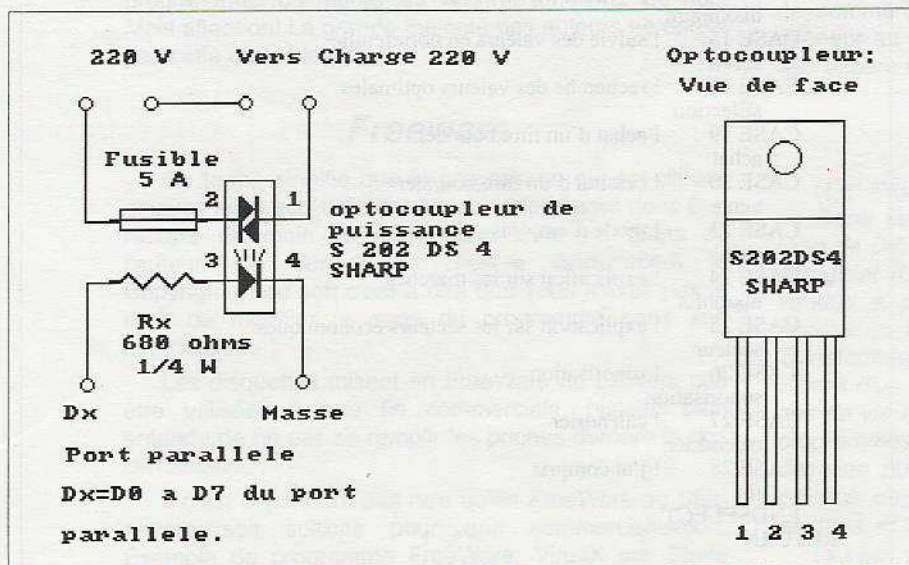 220 V Vers Charge 220 V
Fusible
5 A
2 1
optocoupleur de
puissance
S 202 DS 4
SHARP
3 4
Rx
680 ohms
1/4 W
Dx Masse
Port parallele
Dx=D0 a D7 du port
parallele.
Optocoupleur:
Vue de face
S202DS4
SHARP
1 2 3 4